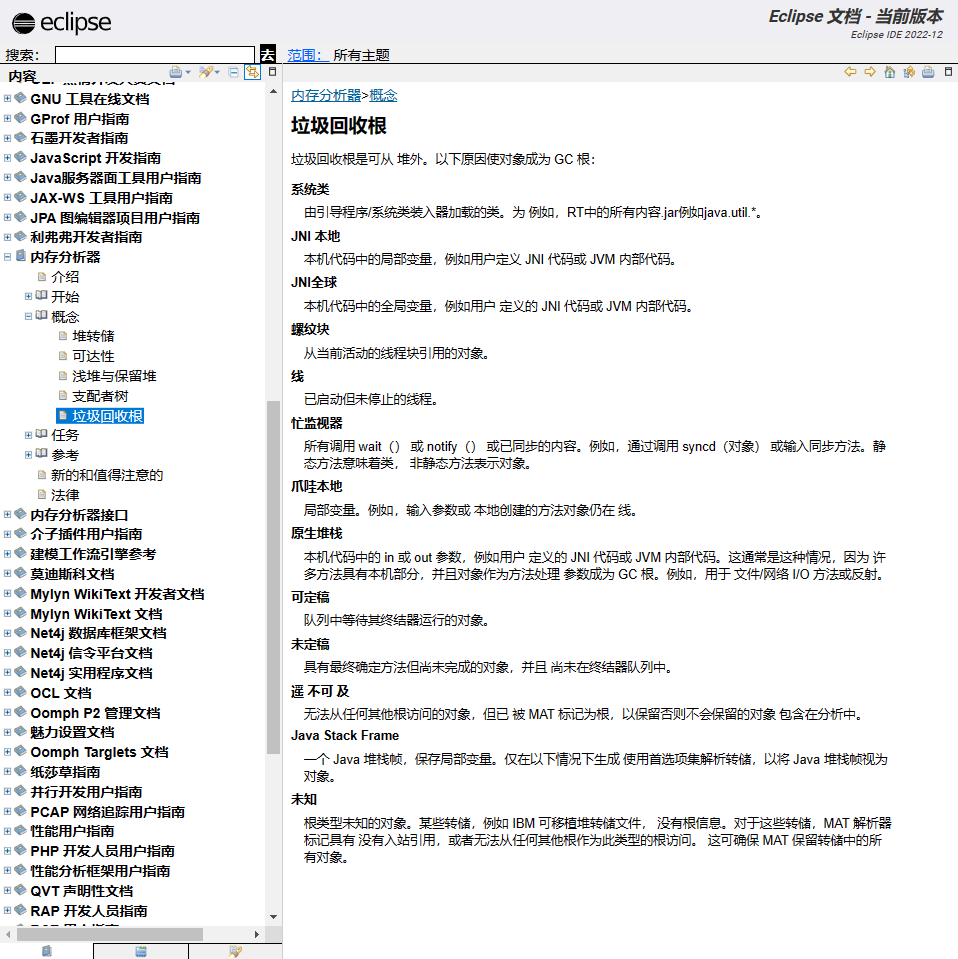 eclipse
Eclipse 文档 - 当前版本
Eclipse IDE 2022-12
搜索：
去
范围： 所有主题
内容
GNU 工具在线文档
GProf 用户指南
石墨开发者指南
JavaScript 开发指南
Java服务器面工具用户指南
JAX-WS 工具用户指南
JPA 图编辑器项目用户指南
利弗弗开发者指南
内存分析器
介绍
开始
概念
堆转储
可达性
浅堆与保留堆
支配者树
垃圾回收根
任务
参考
新的和值得注意的
法律
内存分析器接口
介子插件用户指南
建模工作流引擎参考
莫迪斯科文档
Mylyn WikiText 开发者文档
Mylyn WikiText 文档
Net4j 数据库框架文档
Net4j 信令平台文档
Net4j 实用程序文档
OCL 文档
Oomph P2 管理文档
魅力设置文档
Oomph Targlets 文档
纸莎草指南
并行开发用户指南
PCAP 网络追踪用户指南
性能用户指南
PHP 开发人员用户指南
性能分析框架用户指南
QVT 声明性文档
RAP 开发人员指南
内存分析器>概念
垃圾回收根
垃圾回收根是可从 堆外。以下原因使对象成为 GC 根：
系统类
由引导程序/系统类装入器加载的类。为 例如，RT中的所有内容.jar例如java.util.*。
JNI 本地
本机代码中的局部变量，例如用户定义 JNI 代码或 JVM 内部代码。
JNI全球
本机代码中的全局变量，例如用户 定义的 JNI 代码或 JVM 内部代码。
螺纹块
从当前活动的线程块引用的对象。
线
已启动但未停止的线程。
忙监视器
所有调用 wait（） 或 notify（） 或已同步的内容。例如，通过调用 syncd（对象） 或输入同步方法。静
态方法意味着类， 非静态方法表示对象。
爪哇本地
局部变量。例如，输入参数或 本地创建的方法对象仍在 线。
原生堆栈
本机代码中的 in 或 out 参数，例如用户 定义的 JNI 代码或 JVM 内部代码。这通常是这种情况，因为 许
多方法具有本机部分，并且对象作为方法处理 参数成为 GC 根。例如，用于 文件/网络 I/O 方法或反射。
可定稿
队列中等待其终结器运行的对象。
未定稿
具有最终确定方法但尚未完成的对象，并且 尚未在终结器队列中。
遥 不可 及
无法从任何其他根访问的对象，但已 被 MAT 标记为根，以保留否则不会保留的对象 包含在分析中。
Java Stack Frame
一个 Java 堆栈帧，保存局部变量。仅在以下情况下生成 使用首选项集解析转储，以将 Java 堆栈帧视为
对象。
未知
根类型未知的对象。某些转储，例如 IBM 可移植堆转储文件， 没有根信息。对于这些转储，MAT 解析器
标记具有 没有入站引用，或者无法从任何其他根作为此类型的根访问。 这可确保 MAT 保留转储中的所
有对象。